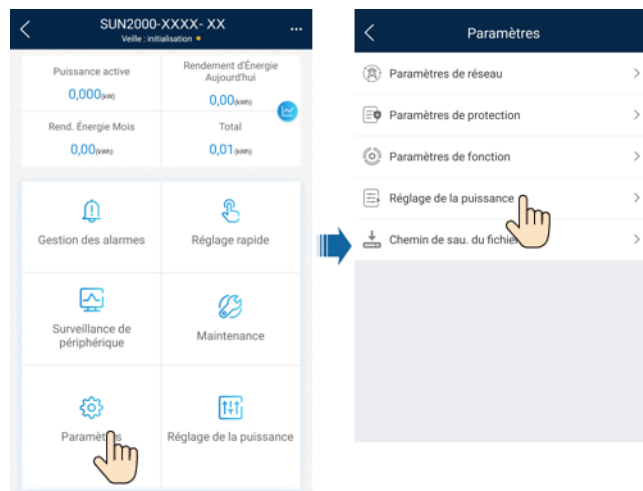 SUN2000-XXXX- XX
Veille : initialisation
...
Puissance active
0,000(kW)
Rendement d'Énergie
Aujourd'hui
0,00(kWh)
Rend. Énergie Mois
0,00(kWh)
Total
0,01(kWh)
Gestion des alarmes
Réglage rapide
Surveillance de
périphérique
Maintenance
Paramètres
Réglage de la puissance
Paramètres
Paramètres de réseau
Paramètres de protection
Paramètres de fonction
Réglage de la puissance
Chemin de sau. du fichie